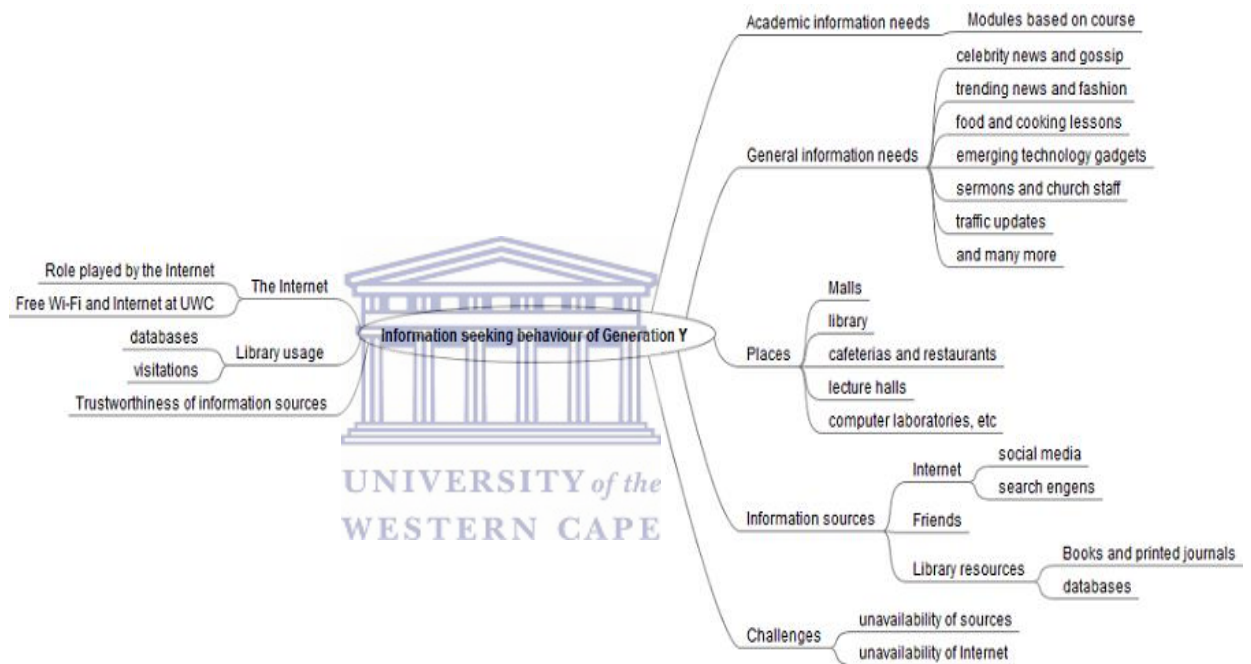 Information seeking behaviour of Generation Y
Academic information needs
Modules based on course
General information needs
celebrity news and gossip
trending news and fashion
food and cooking lessons
emerging technology gadgets
sermons and church staff
traffic updates
and many more
Places
Malls
library
cafeterias and restaurants
lecture halls
computer laboratories, etc
Information sources
Internet
social media
search engens
Friends
Library resources
Books and printed journals
databases
Challenges
unavailability of sources
unavailability of Internet
The Internet
Role played by the Internet
Free Wi-Fi and Internet at UWC
Library usage
databases
visitations
Trustworthiness of information sources
UNIVERSITY of the
WESTERN CAPE